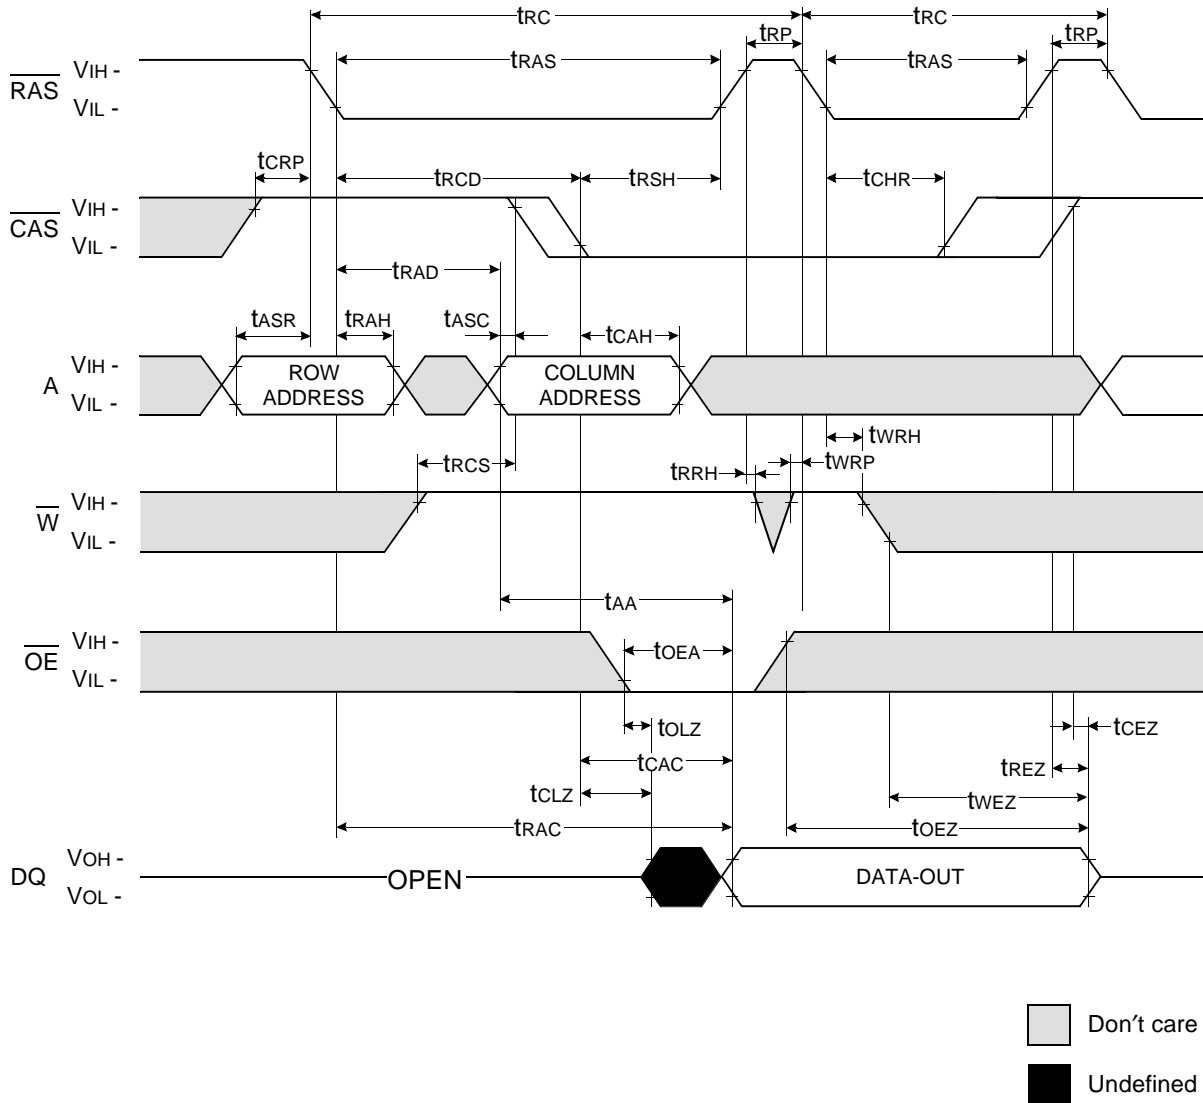 tRC tRC
tRP tRP
tRAS tRAS
RAS VIH -
VIL -
tCRP tRCD tRSH tCHR
CAS VIH -
VIL -
tRAD
tASR tRAH tASC tCAH
A VIH -
VIL -
ROW
ADDRESS
COLUMN
ADDRESS
tWRH
tRCS tRRH tWRP
W VIH -
VIL -
tAA
OE VIH -
VIL -
tOEA
tOLZ tCEZ
tCAC tREZ
tCLZ tWEZ
tRAC tOEZ
DQ VOH -
VOL -
OPEN DATA-OUT
Don′t care
Undefined